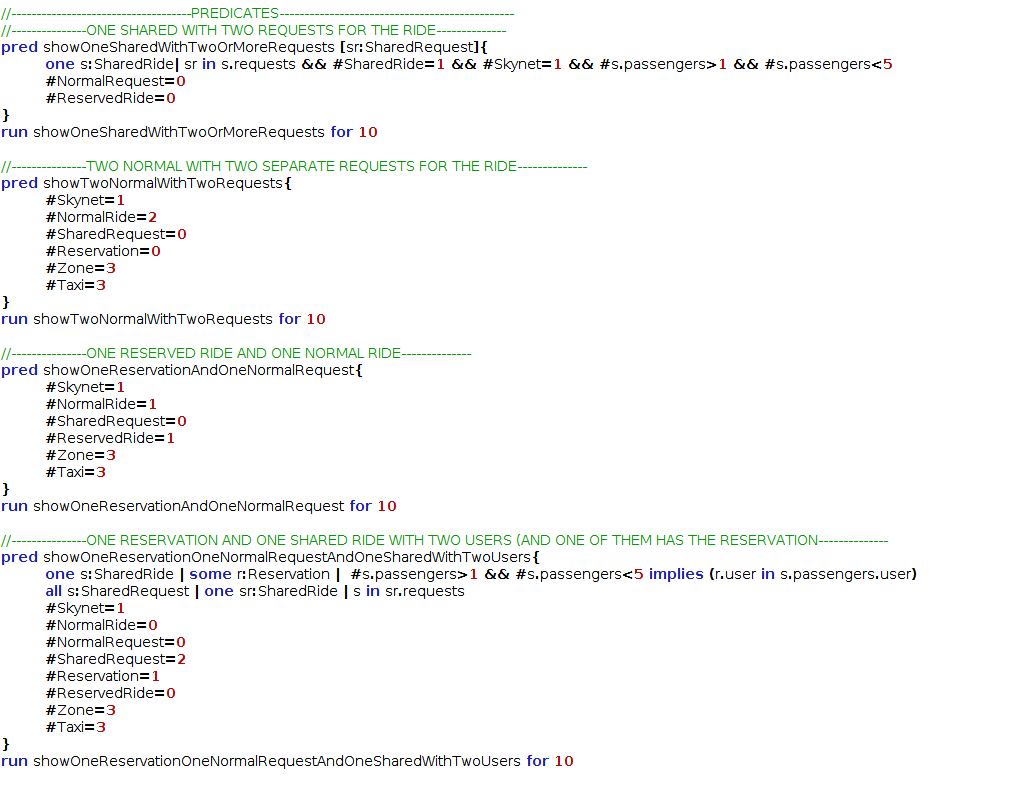 //------------------------------------PREDICATES-----------------------------------------------
//---------------ONE SHARED WITH TWO REQUESTS FOR THE RIDE--------------
pred showOneSharedWithTwoOrMoreRequests [sr:SharedRequest]{
one s:SharedRide| sr in s.requests && #SharedRide=1 && #Skynet=1 && #s.passengers>1 && #s.passengers<5
#NormalRequest=0
#ReservedRide=0
}
run showOneSharedWithTwoOrMoreRequests for 10
//---------------TWO NORMAL WITH TWO SEPARATE REQUESTS FOR THE RIDE--------------
pred showTwoNormalWithTwoRequests{
#Skynet=1
#NormalRide=2
#SharedRequest=0
#Reservation=0
#Zone=3
#Taxi=3
}
run showTwoNormalWithTwoRequests for 10
//---------------ONE RESERVED RIDE AND ONE NORMAL RIDE--------------
pred showOneReservationAndOneNormalRequest{
#Skynet=1
#NormalRide=1
#SharedRequest=0
#ReservedRide=1
#Zone=3
#Taxi=3
}
run showOneReservationAndOneNormalRequest for 10
//---------------ONE RESERVATION AND ONE SHARED RIDE WITH TWO USERS (AND ONE OF THEM HAS THE RESERVATION--------------
pred showOneReservationOneNormalRequestAndOneSharedWithTwoUsers{
one s:SharedRide | some r:Reservation | #s.passengers>1 && #s.passengers<5 implies (r.user in s.passengers.user)
all s:SharedRequest | one sr:SharedRide | s in sr.requests
#Skynet=1
#NormalRide=0
#NormalRequest=0
#SharedRequest=2
#Reservation=1
#ReservedRide=0
#Zone=3
#Taxi=3
}
run showOneReservationOneNormalRequestAndOneSharedWithTwoUsers for 10